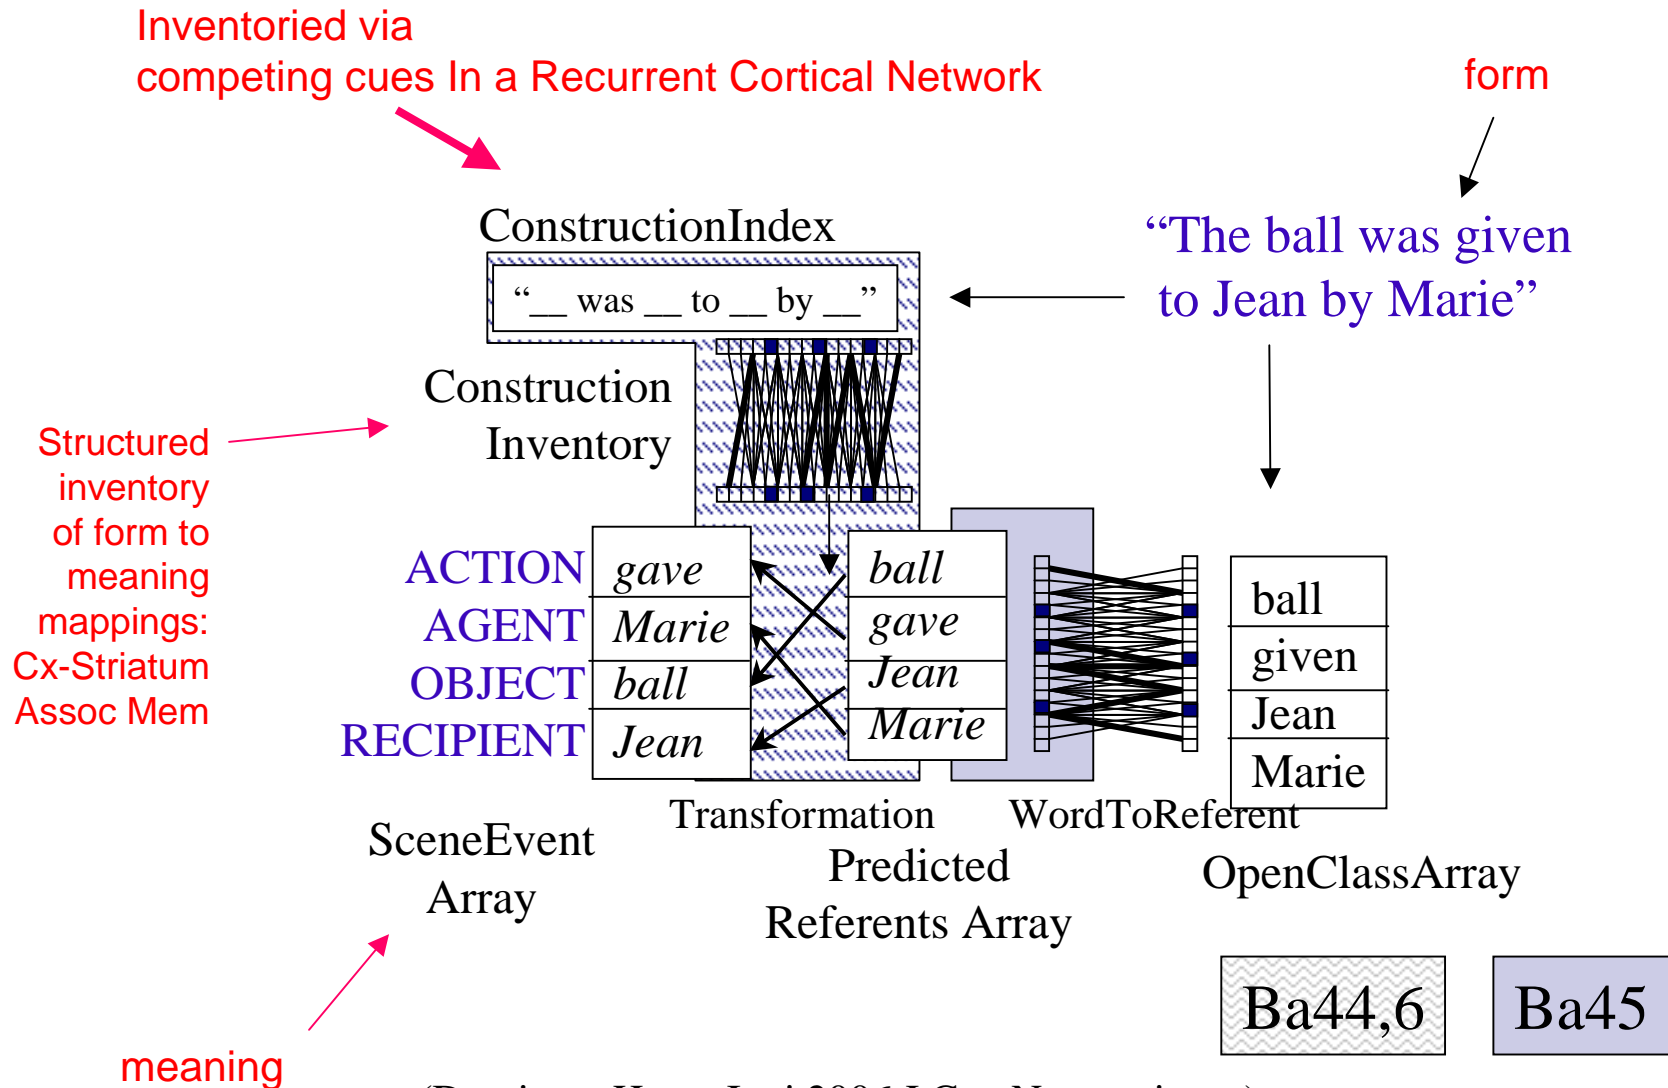 Inventoried via
competing cues In a Recurrent Cortical Network
form
ConstructionIndex
“__ was __ to __ by __”
“The ball was given
to Jean by Marie”
Construction
Inventory
Structured
inventory
of form to
meaning
mappings:
Cx-Striatum
Assoc Mem
ACTION
AGENT
OBJECT
RECIPIENT
gave
Marie
ball
Jean
ball
gave
Jean
Marie
ball
given
Jean
Marie
Transformation
WordToReferent
SceneEvent
Array
Predicted
Referents Array
OpenClassArray
Ba44,6
Ba45
meaning